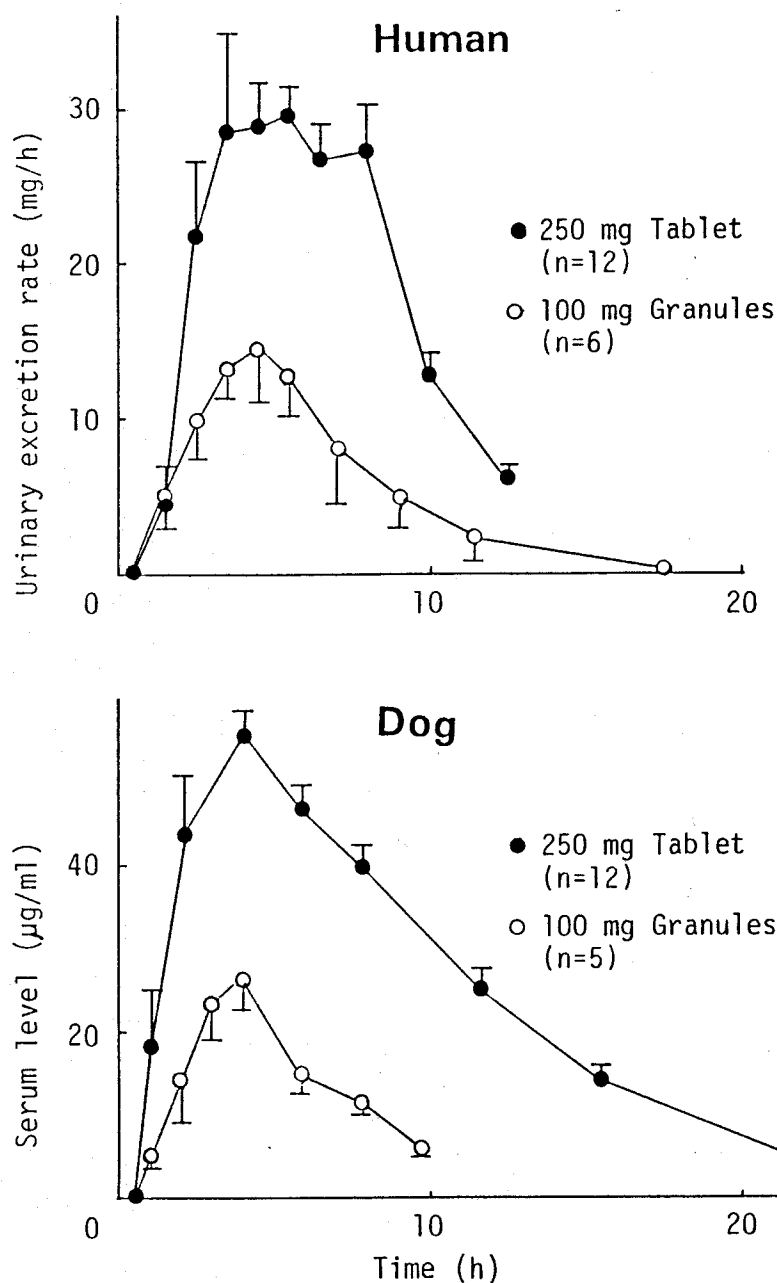 Human
Urinary excretion rate (mg/h)
30
20
10
0
10
20
● 250 mg Tablet
(n=12)
○ 100 mg Granules
(n=6)
Dog
Serum level (µg/ml)
40
20
0
10
20
● 250 mg Tablet
(n=12)
○ 100 mg Granules
(n=5)
Time (h)